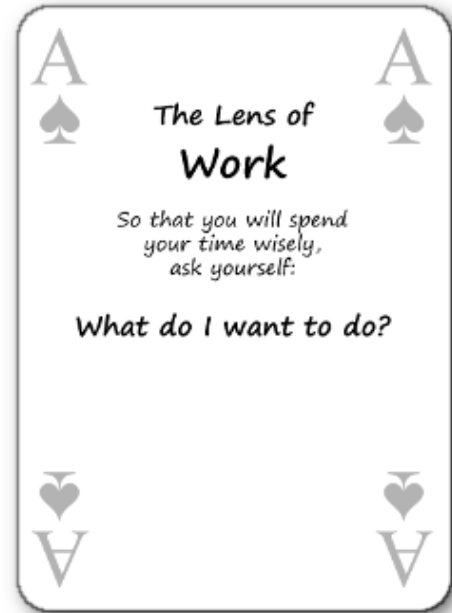 A A
The Lens of
Work
So that you will spend
your time wisely,
ask yourself:
What do I want to do?
A A